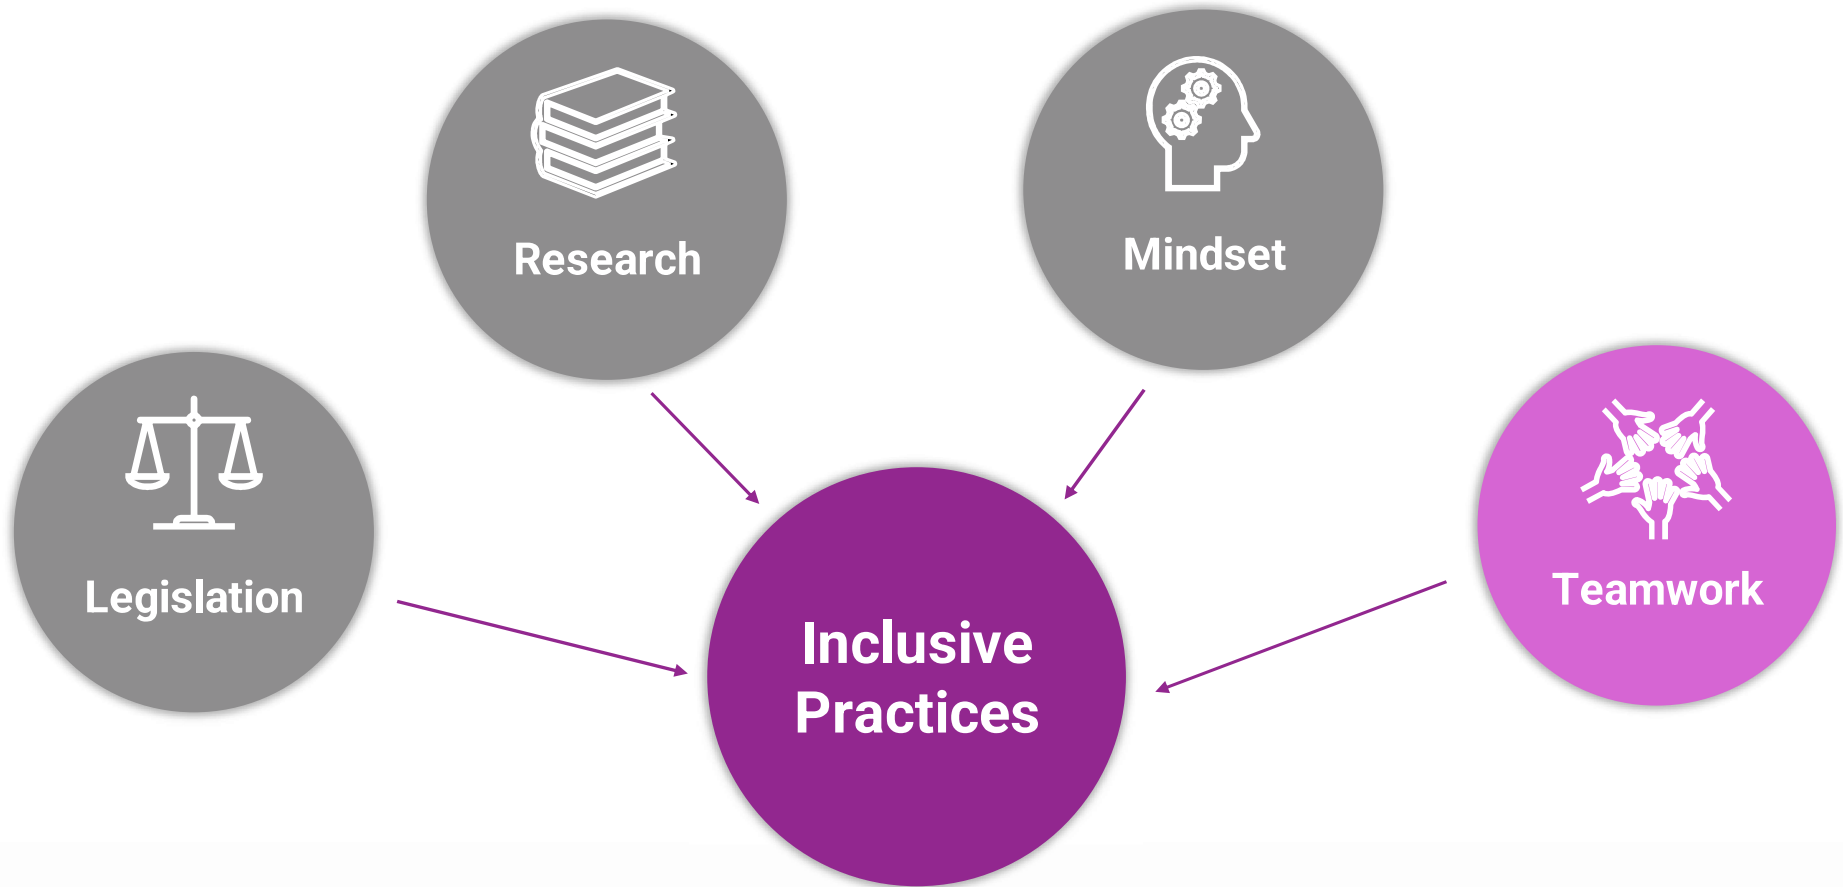 Research
Mindset
Legislation
Teamwork
Inclusive
Practices